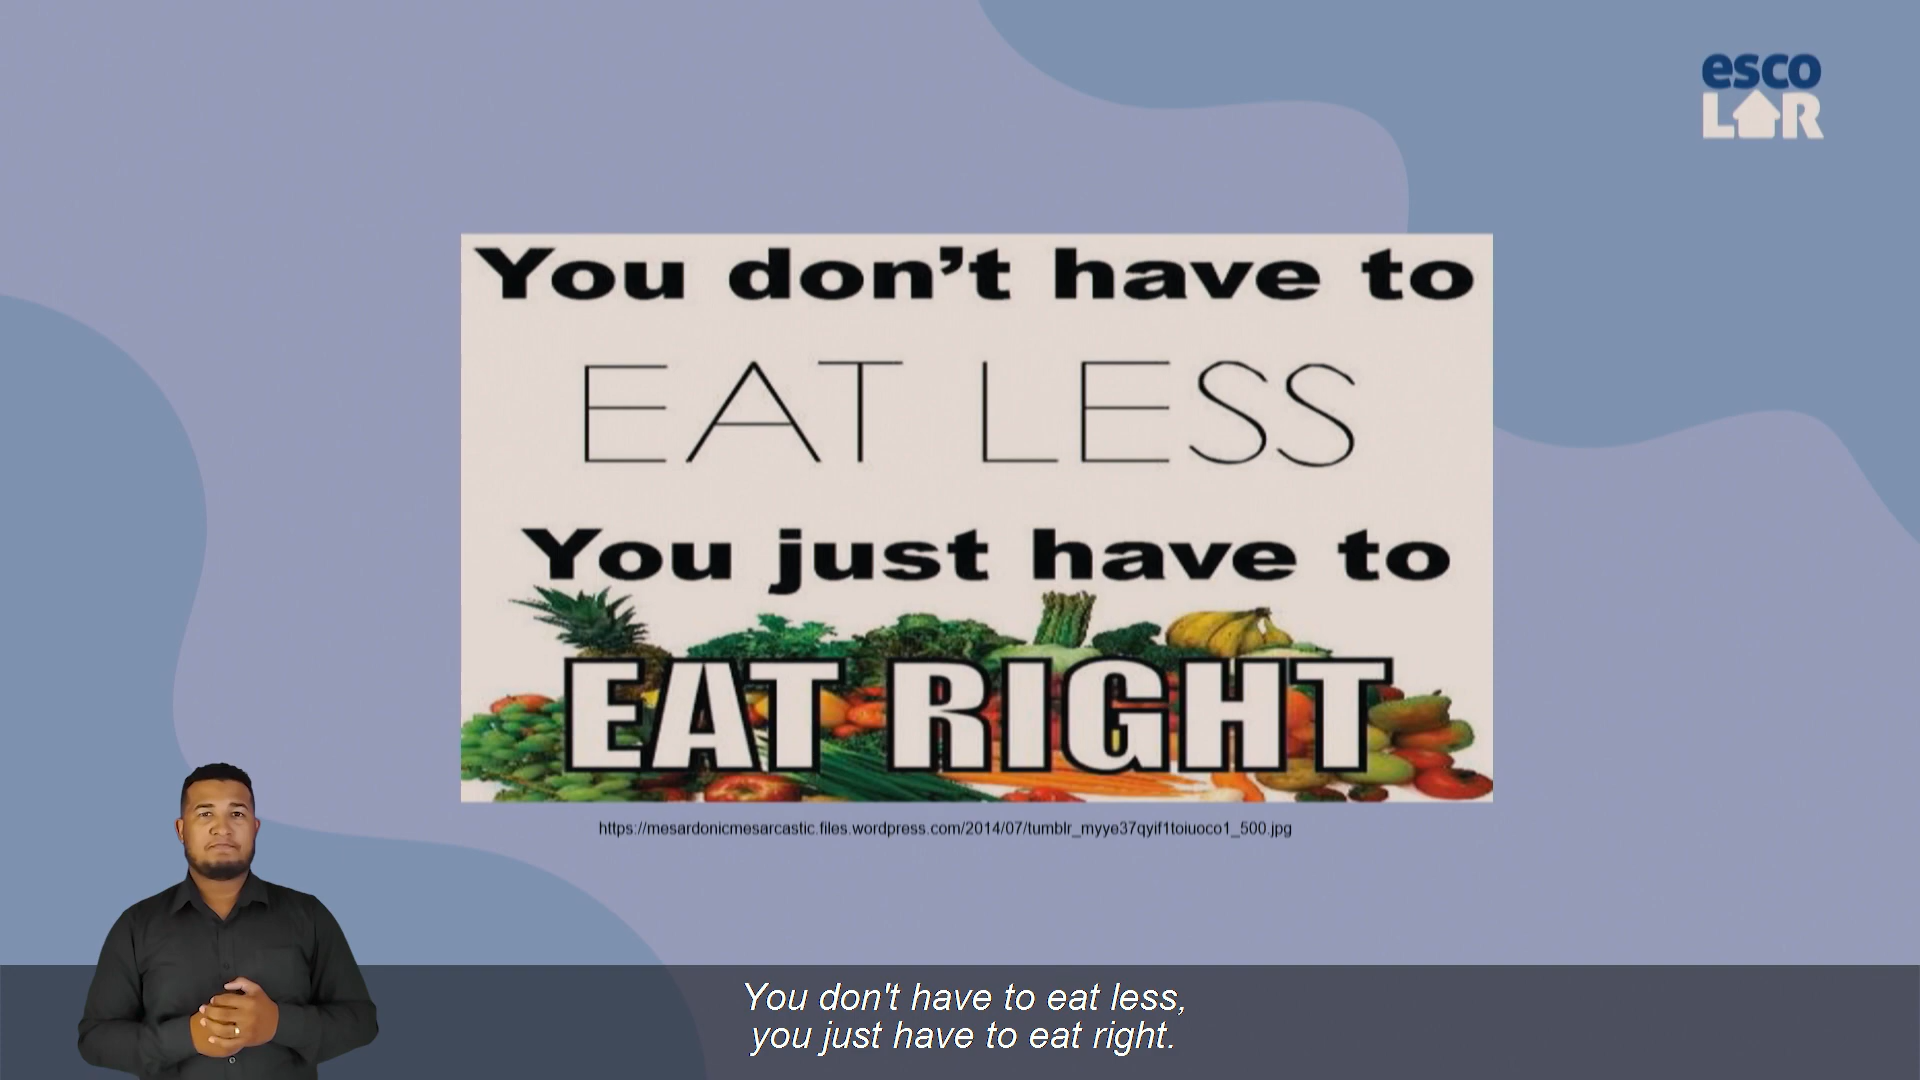 esco
LAR
You don't have to
EAT LESS
You just have to
EAT RIGHT
https://mesardonicmesarcastic.files.wordpress.com/2014/07/tumblr_myye37qyif1toiuoco1_500.jpg
You don't have to eat less,
you just have to eat right.